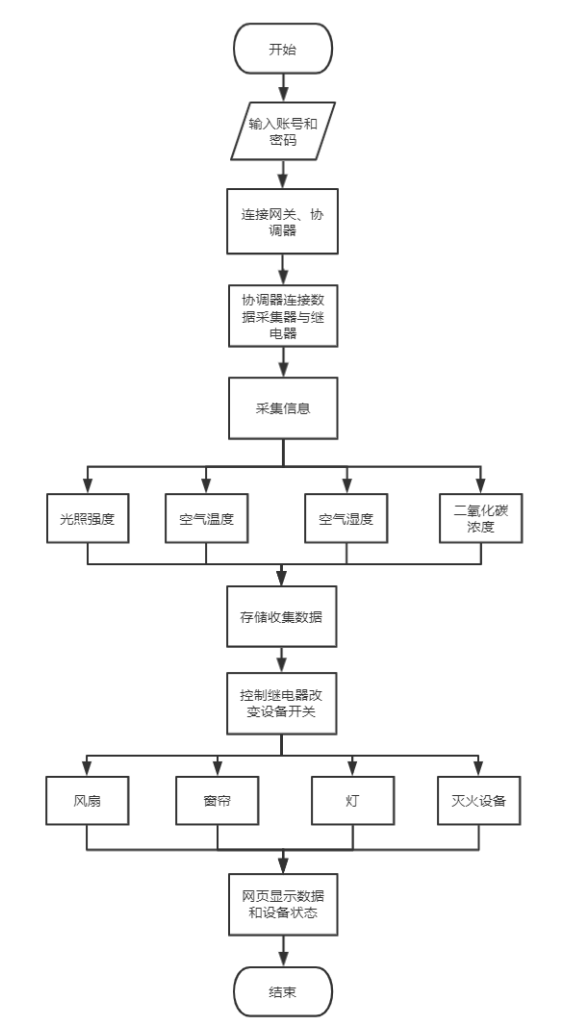 开始
输入账号和
密码
连接网关、协
调器
协调器连接数
据采集器与继
电器
采集信息
光照强度
空气温度
空气湿度
二氧化碳
浓度
存储收集数据
控制继电器改
变设备开关
风扇
窗帘
灯
灭火设备
网页显示数据
和设备状态
结束